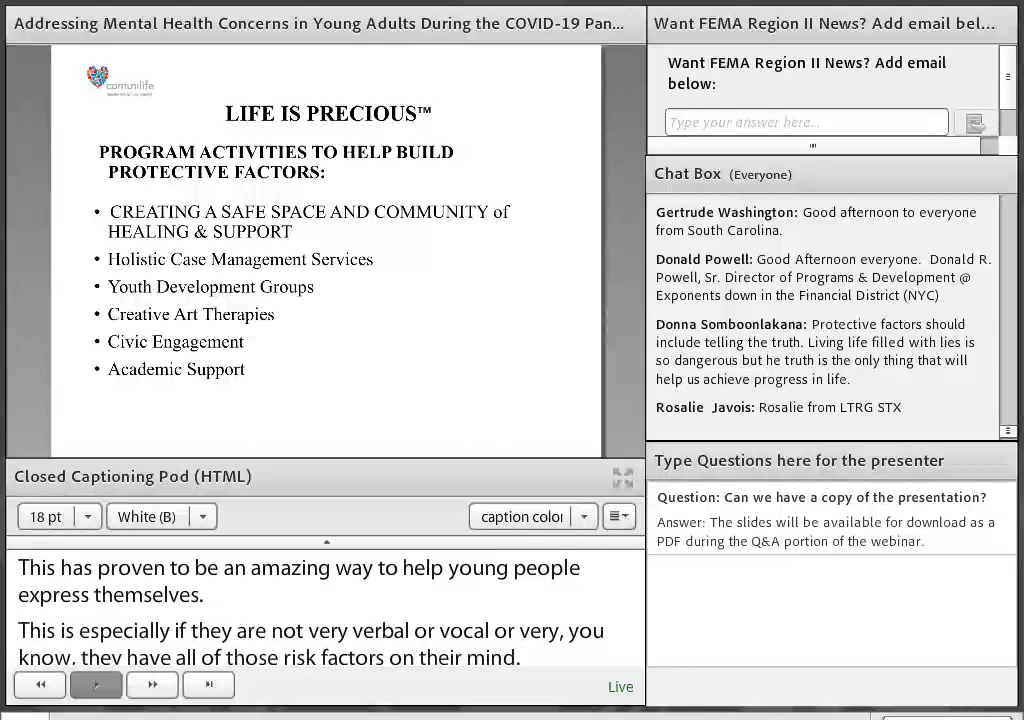 Addressing Mental Health Concerns in Young Adults During the COVID-19 Pan...
comunilife
LIFE IS PRECIOUS™
PROGRAM ACTIVITIES TO HELP BUILD
PROTECTIVE FACTORS:
• CREATING A SAFE SPACE AND COMMUNITY of
HEALING & SUPPORT
• Holistic Case Management Services
• Youth Development Groups
• Creative Art Therapies
• Civic Engagement
• Academic Support
Closed Captioning Pod (HTML)
18 pt
White (B)
caption color
This has proven to be an amazing way to help young people
express themselves.
This is especially if they are not very verbal or vocal or very, you
know, they have all of those risk factors on their mind.
Live
Want FEMA Region II News? Add email bel...
Want FEMA Region II News? Add email
below:
Type your answer here...
Chat Box (Everyone)
Gertrude Washington: Good afternoon to everyone
from South Carolina.
Donald Powell: Good Afternoon everyone. Donald R.
Powell, Sr. Director of Programs & Development @
Exponents down in the Financial District (NYC)
Donna Somboonlakana: Protective factors should
include telling the truth. Living life filled with lies is
so dangerous but he truth is the only thing that will
help us achieve progress in life.
Rosalie Javois: Rosalie from LTRG STX
Type Questions here for the presenter
Question: Can we have a copy of the presentation?
Answer: The slides will be available for download as a
PDF during the Q&A portion of the webinar.